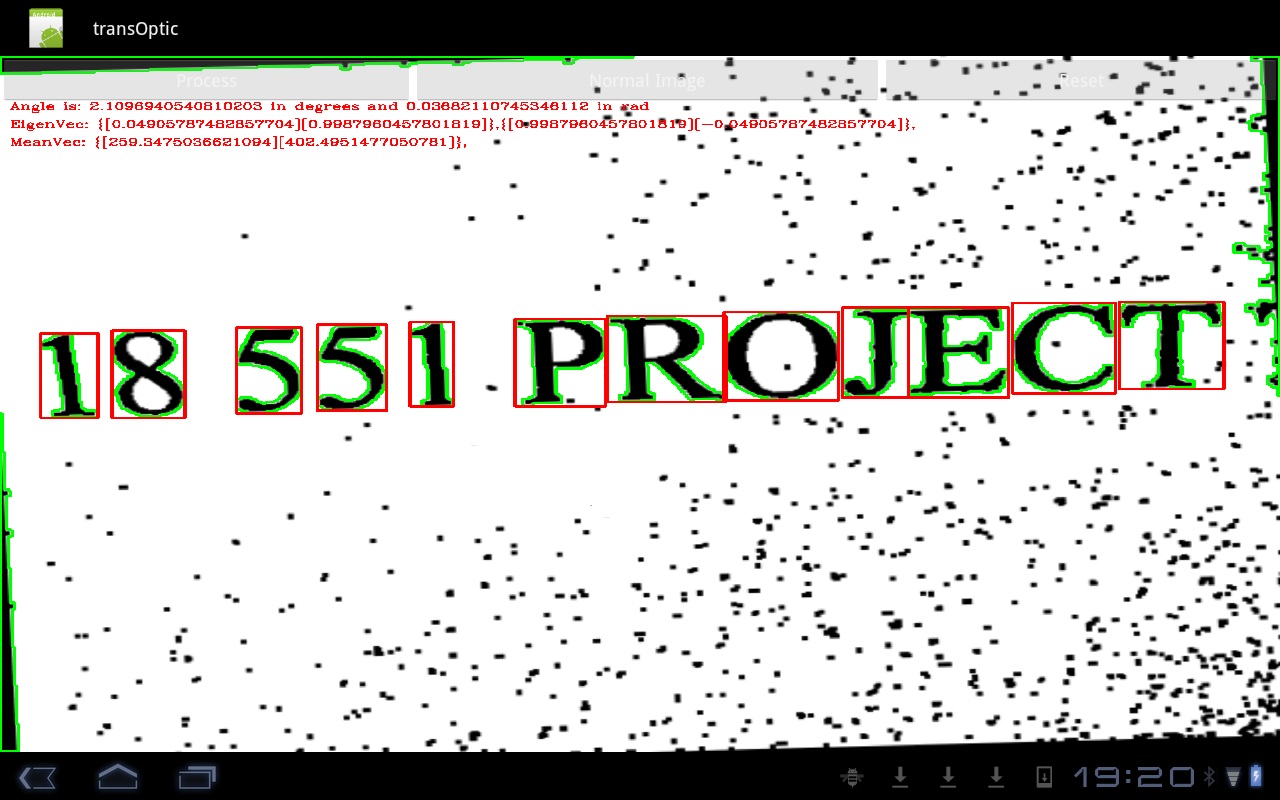 transOptic
Process Normal Image Reset
Angle is: 2.1096940540810203 in degrees and 0.03682110745346112 in rad
EigenVec: {[0.04905787482857704][0.9987960457801819]},{[0.9987960457801819][-0.04905787482857704]},
MeanVec: {[259.3475036621094][402.4951477050781]},
18 551 PROJECT
19:20